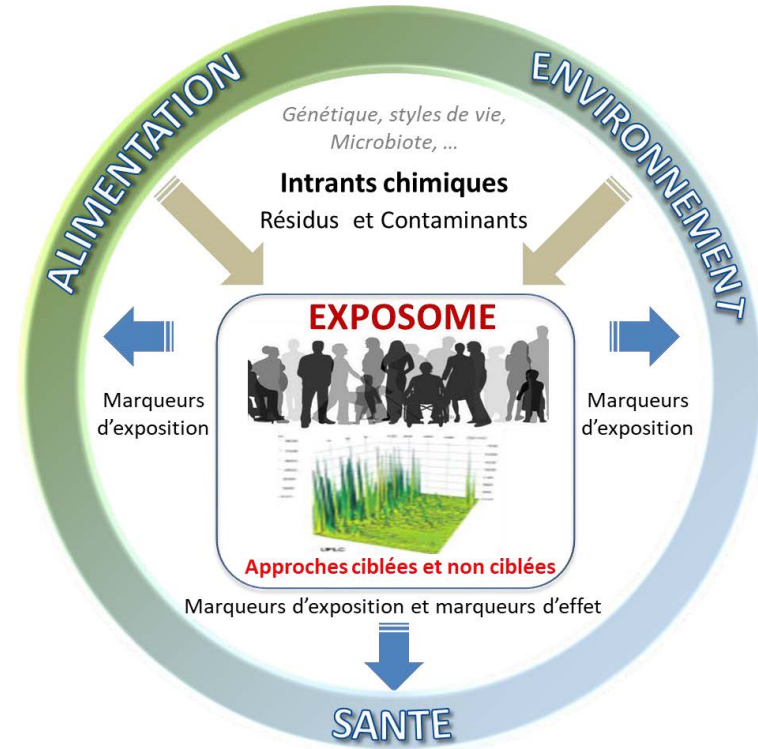 ALIMENTATION
ENVIRONNEMENT
Génétique, styles de vie,
Microbiote, ...
Intrants chimiques
Résidus et Contaminants
EXPOSOME
Marqueurs
d'exposition
Marqueurs
d'exposition
Approches ciblées et non ciblées
Marqueurs d'exposition et marqueurs d'effet
SANTE